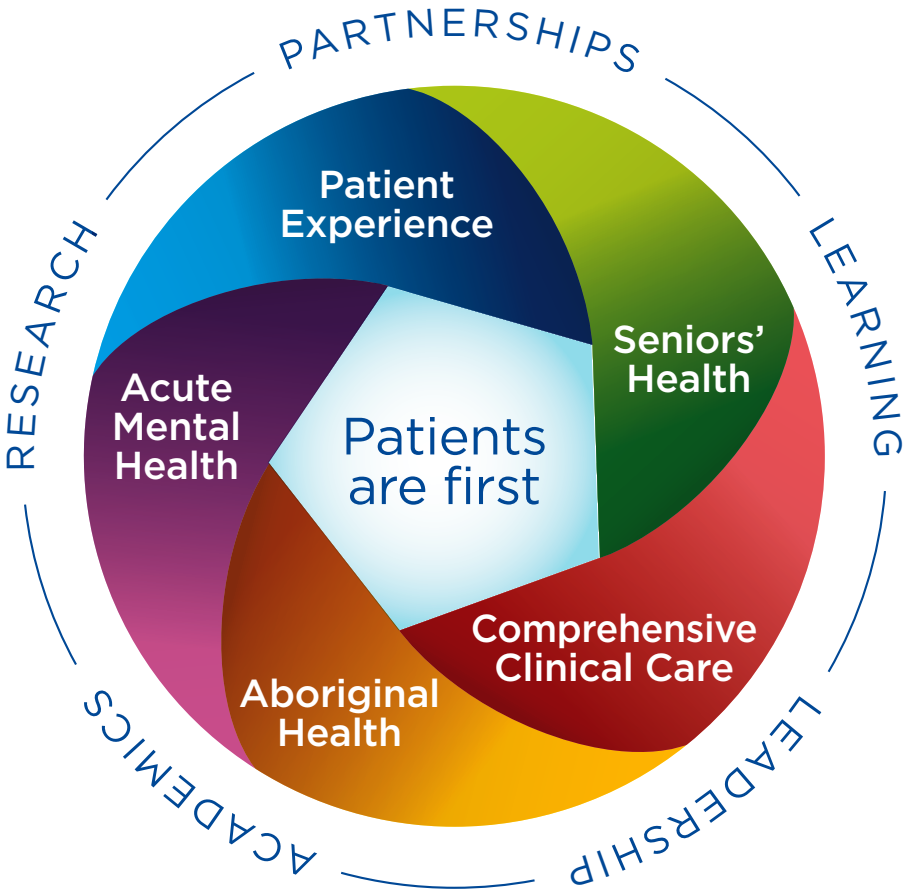 PARTNERSHIPS
LEARNING
LEADERSHIP
ACADEMICS
RESEARCH
Patient
Experience
Seniors’
Health
Comprehensive
Clinical Care
Aboriginal
Health
Acute
Mental
Health
Patients
are first